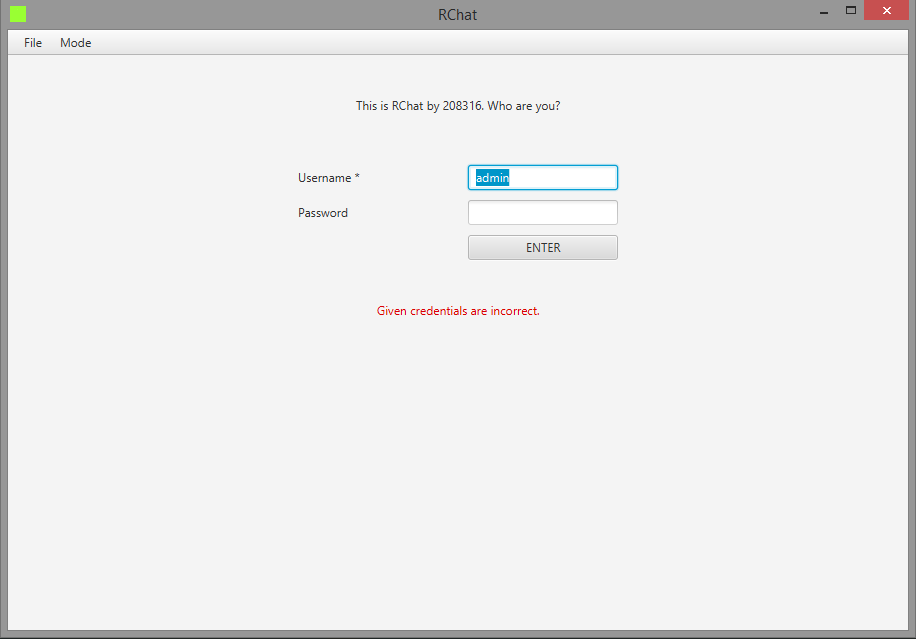 RChat
File Mode
This is RChat by 208316. Who are you?
Username * admin
Password
ENTER
Given credentials are incorrect.